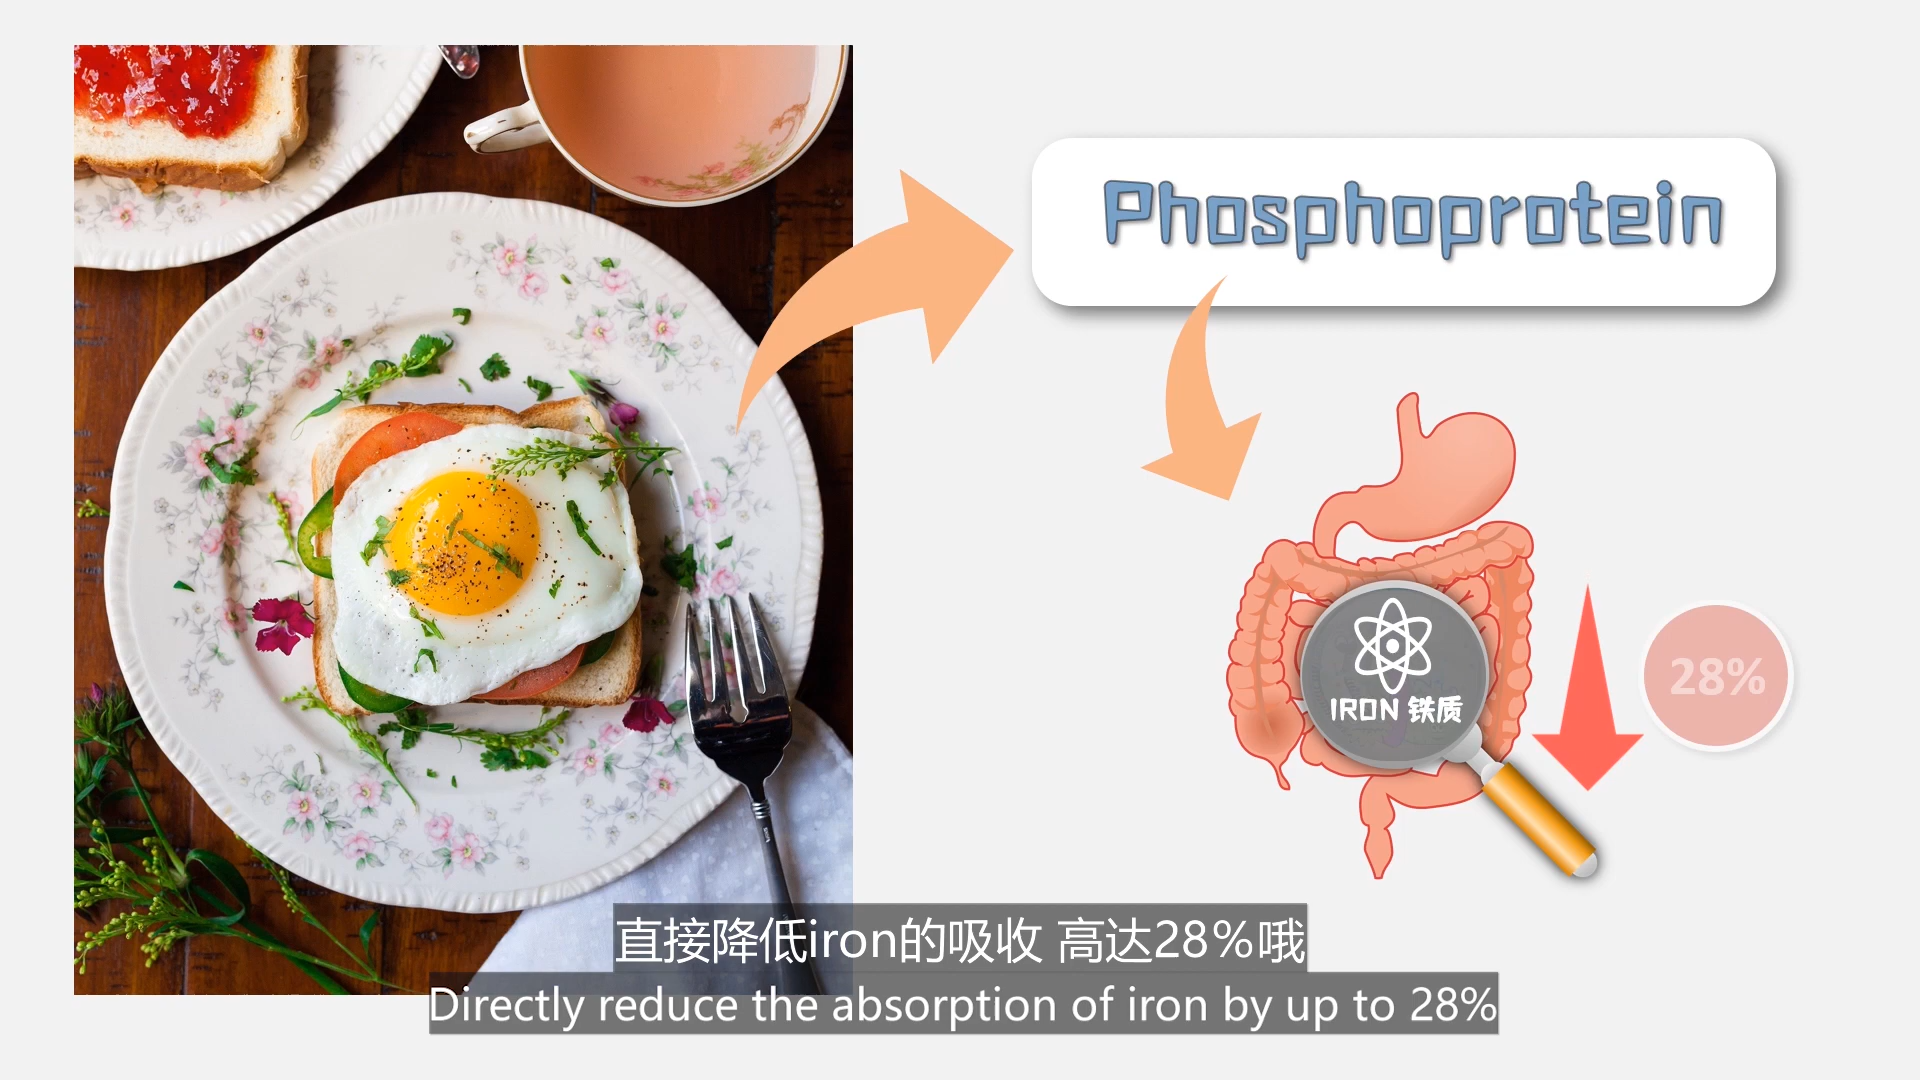 Phosphoprotein
IRON 铁质
28%
直接降低iron的吸收 高达28%哦
Directly reduce the absorption of iron by up to 28%